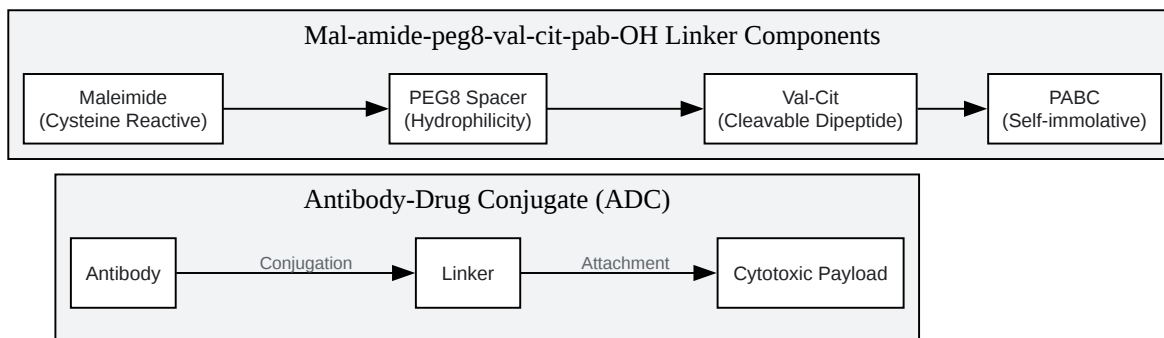 Mal-amide-peg8-val-cit-pab-OH Linker Components
Maleimide
(Cysteine Reactive)
PEG8 Spacer
(Hydrophilicity)
Val-Cit
(Cleavable Dipeptide)
PABC
(Self-immolative)
Antibody-Drug Conjugate (ADC)
Antibody
Conjugation
Linker
Attachment
Cytotoxic Payload